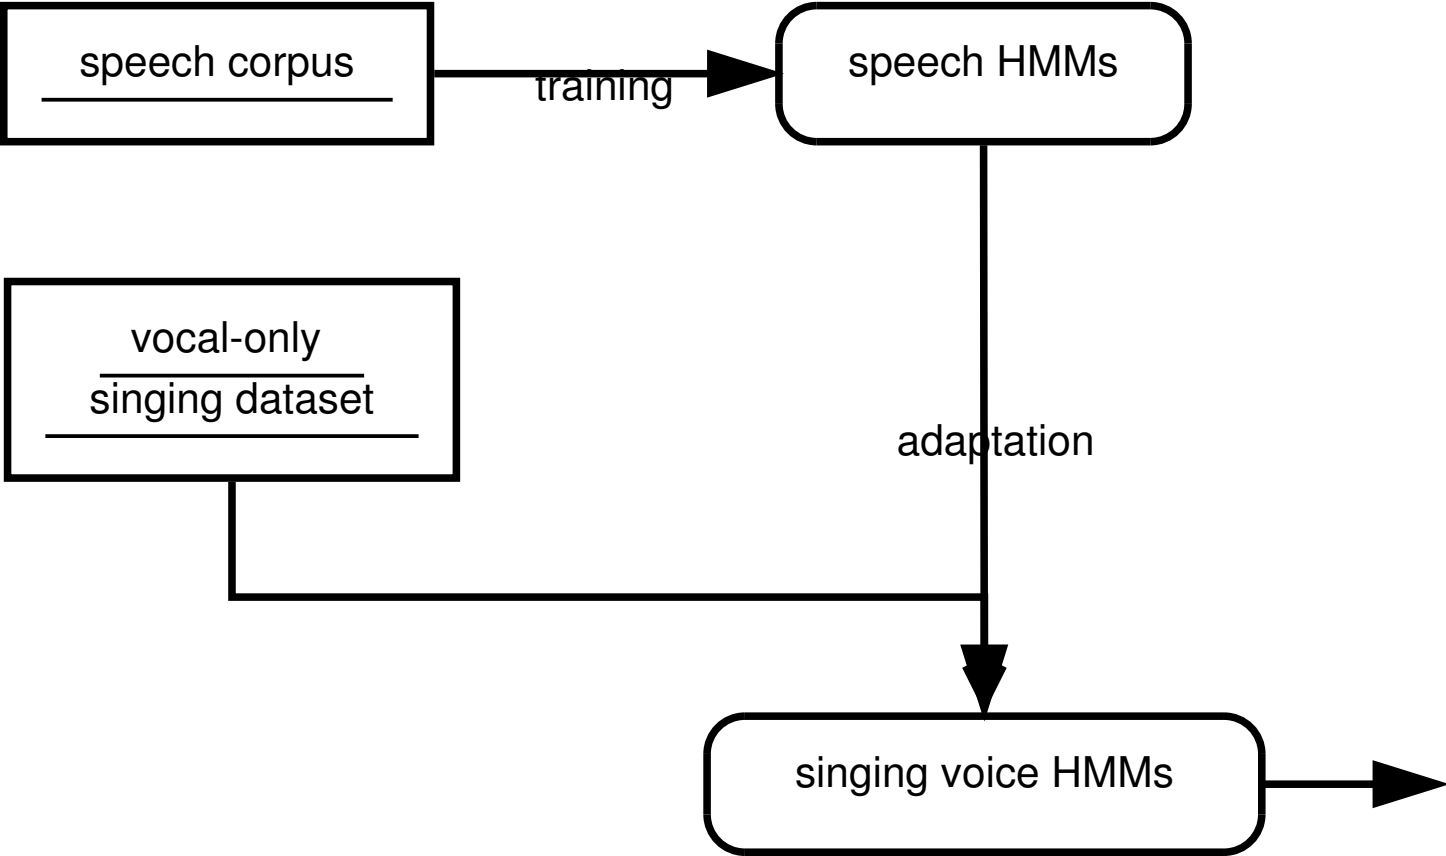 speech corpus
training
speech HMMs
vocal-only
singing dataset
adaptation
singing voice HMMs